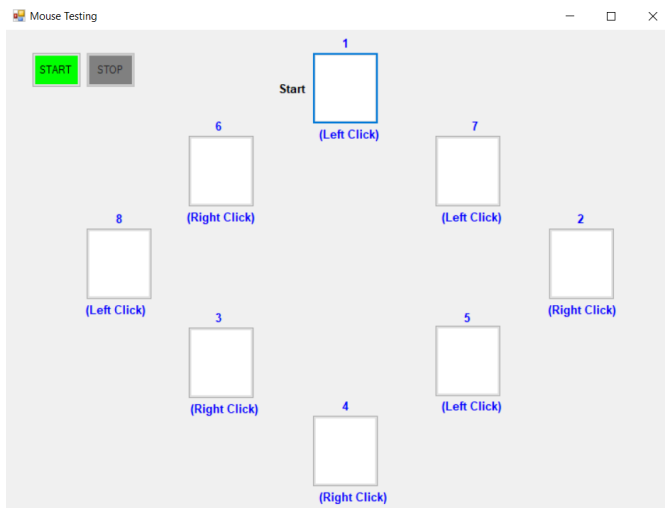 Mouse Testing
START STOP
1
Start
(Left Click)
6 7
(Right Click) (Left Click)
8 2
(Left Click) (Right Click)
3 5
(Right Click) (Left Click)
4
(Right Click)